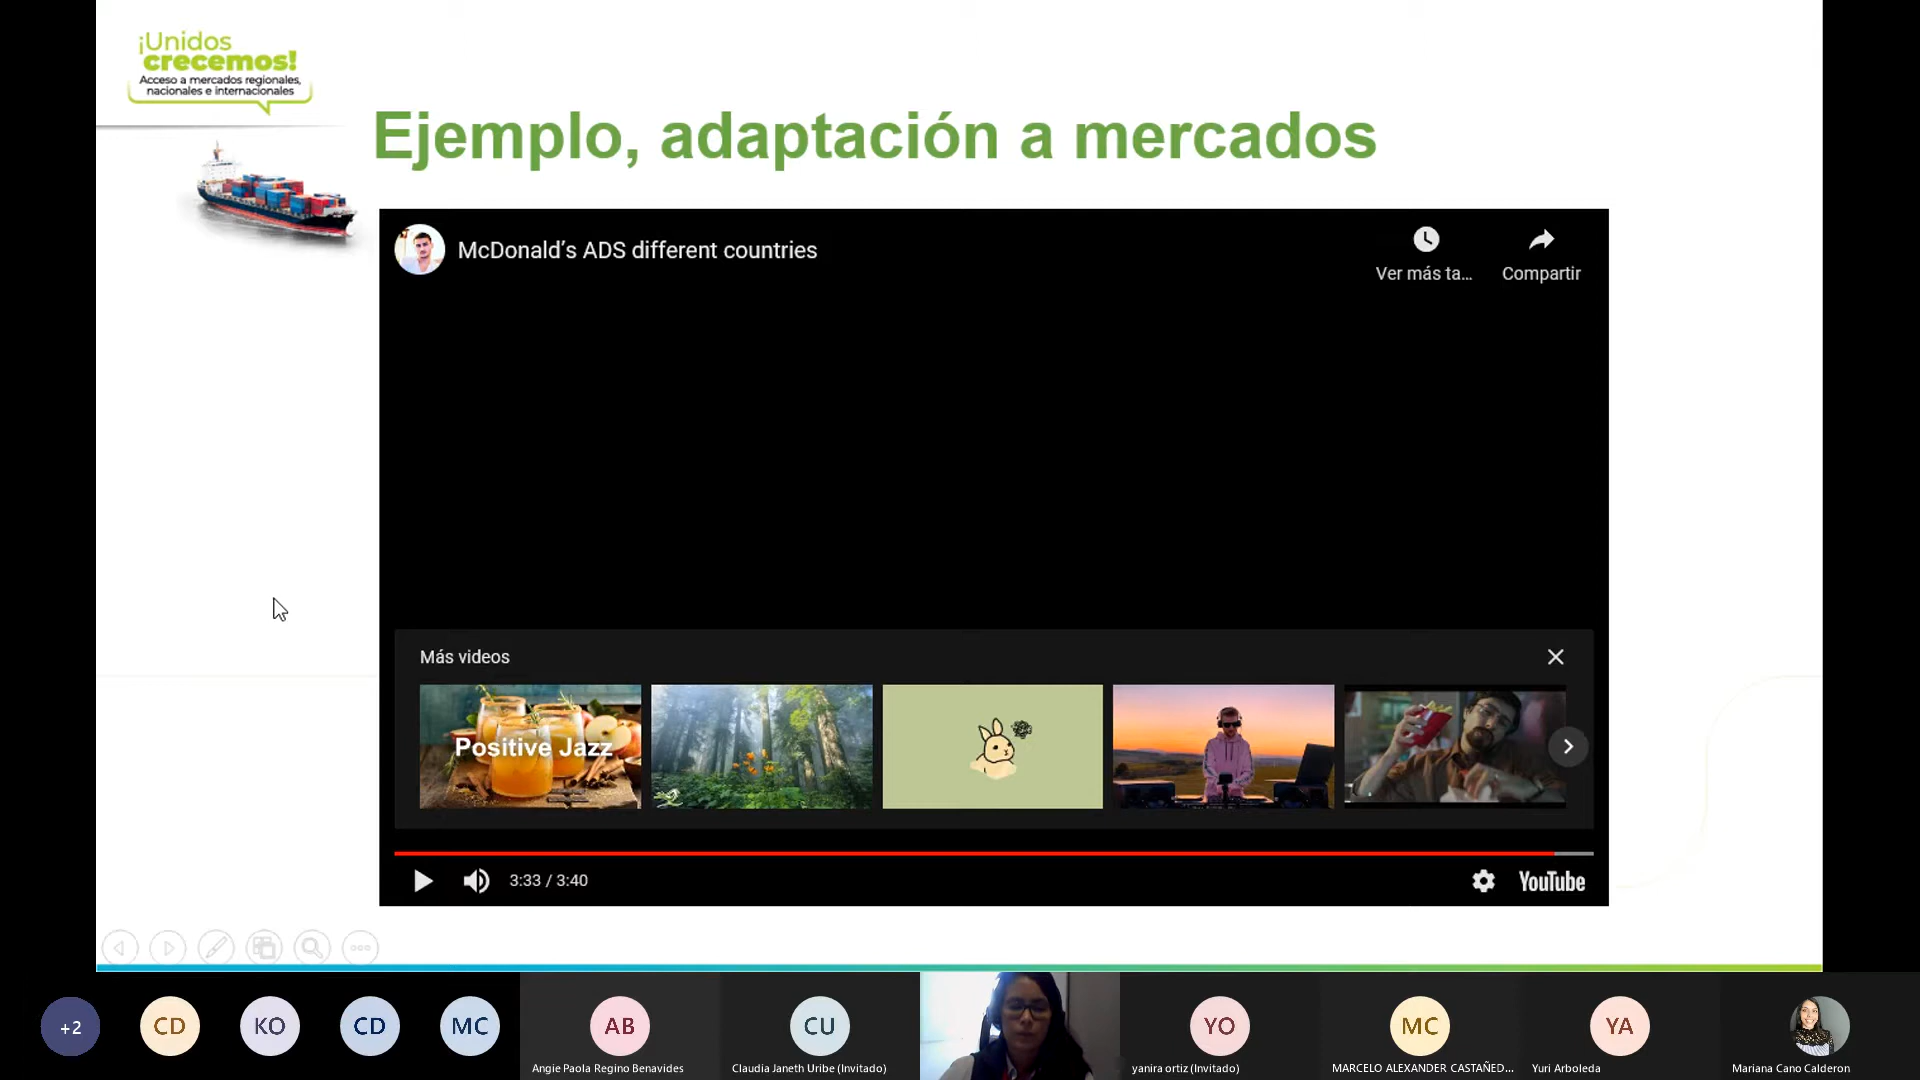 ¡Unidos
crecemos!
Acceso a mercados regionales,
nacionales e internacionales
Ejemplo, adaptación a mercados
McDonald's ADS different countries
Ver más ta...
Compartir
Más videos
Positive Jazz
3:33 / 3:40
YouTube
+2
CD
KO
CD
MC
AB
CU
YO
MC
YA
Angie Paola Regino Benavides
Claudia Janeth Uribe (Invitado)
yanira ortiz (Invitado)
MARCELO ALEXANDER CASTAÑED...
Yuri Arboleda
Mariana Cano Calderon